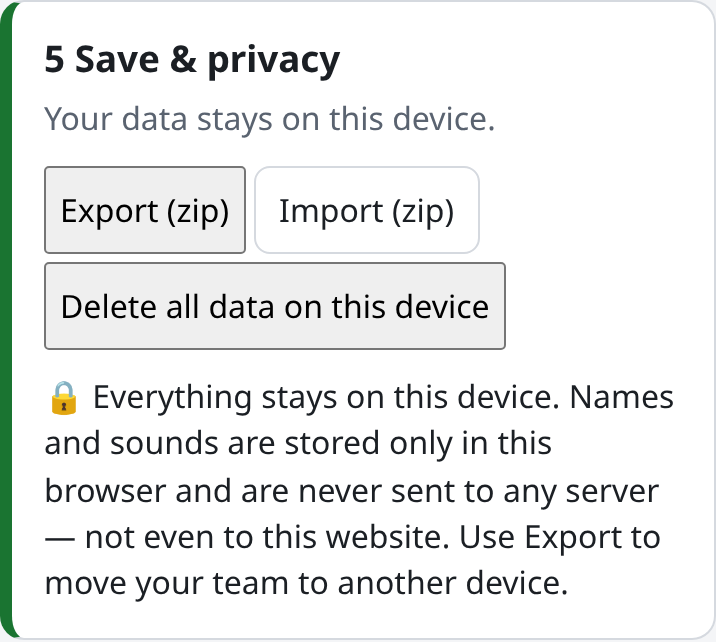 5 Save & privacy
Your data stays on this device.
Export (zip) Import (zip)
Delete all data on this device
🔒 Everything stays on this device. Names
and sounds are stored only in this
browser and are never sent to any server
— not even to this website. Use Export to
move your team to another device.